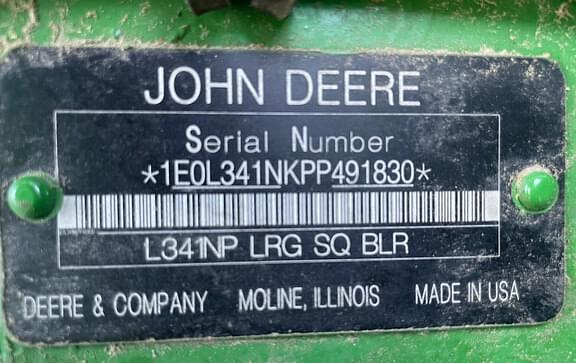 JOHN DEERE
Serial Number
*1E0L341NKPP491830*
L341NP LRG SQ BLR
DEERE & COMPANY MOLINE, ILLINOIS MADE IN USA